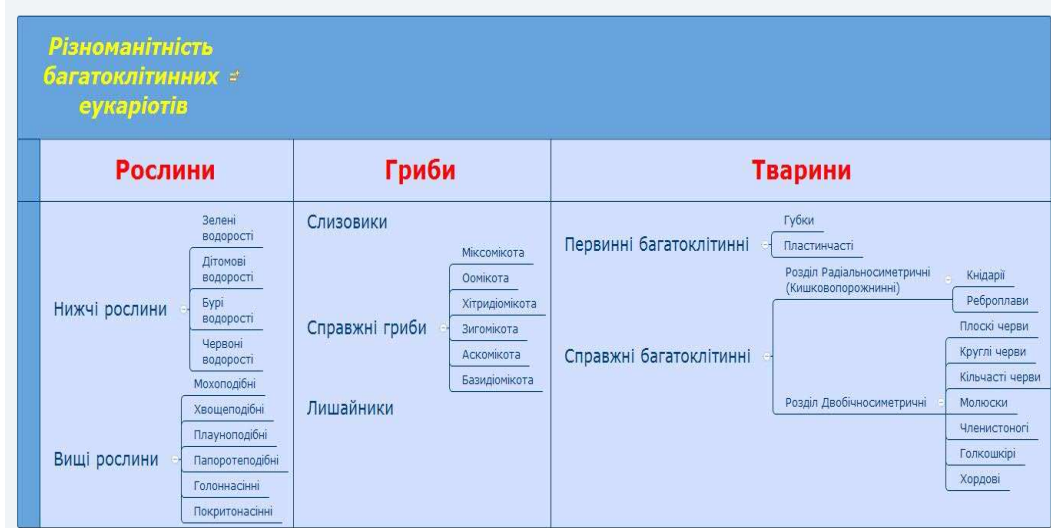 Різноманітність
багатоклітинних
еукаріотів
Рослини
Нижчі рослини
Зелені
водорості
Дітомові
водорості
Бурі
водорості
Червоні
водорості
Вищі рослини
Мохоподібні
Хвощеподібні
Плауноподібні
Папоротеподібні
Голоннасінні
Покритонасінні
Гриби
Слизовики
Справжні гриби
Міксомікота
Оомікота
Хітридіомікота
Зигомікота
Аскомікота
Базидіомікота
Лишайники
Тварини
Первинні багатоклітинні
Губки
Пластинчасті
Справжні багатоклітинні
Розділ Радіальносиметричні
(Кишковопорожнинні)
Кнідарії
Реброплави
Розділ Двобічносиметричні
Плоскі черви
Круглі черви
Кільчасті черви
Молюски
Членистоногі
Голкошкірі
Хордові